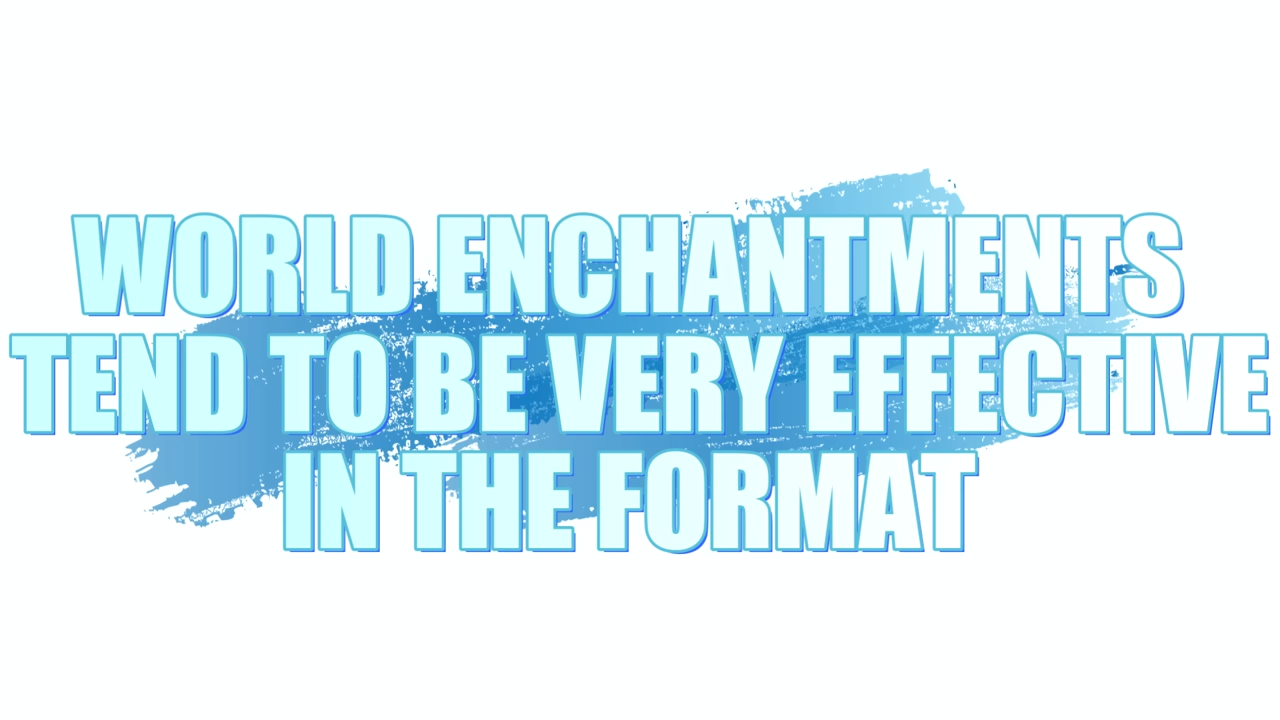 WORLD ENCHANTMENTS
TEND TO BE VERY EFFECTIVE
IN THE FORMAT